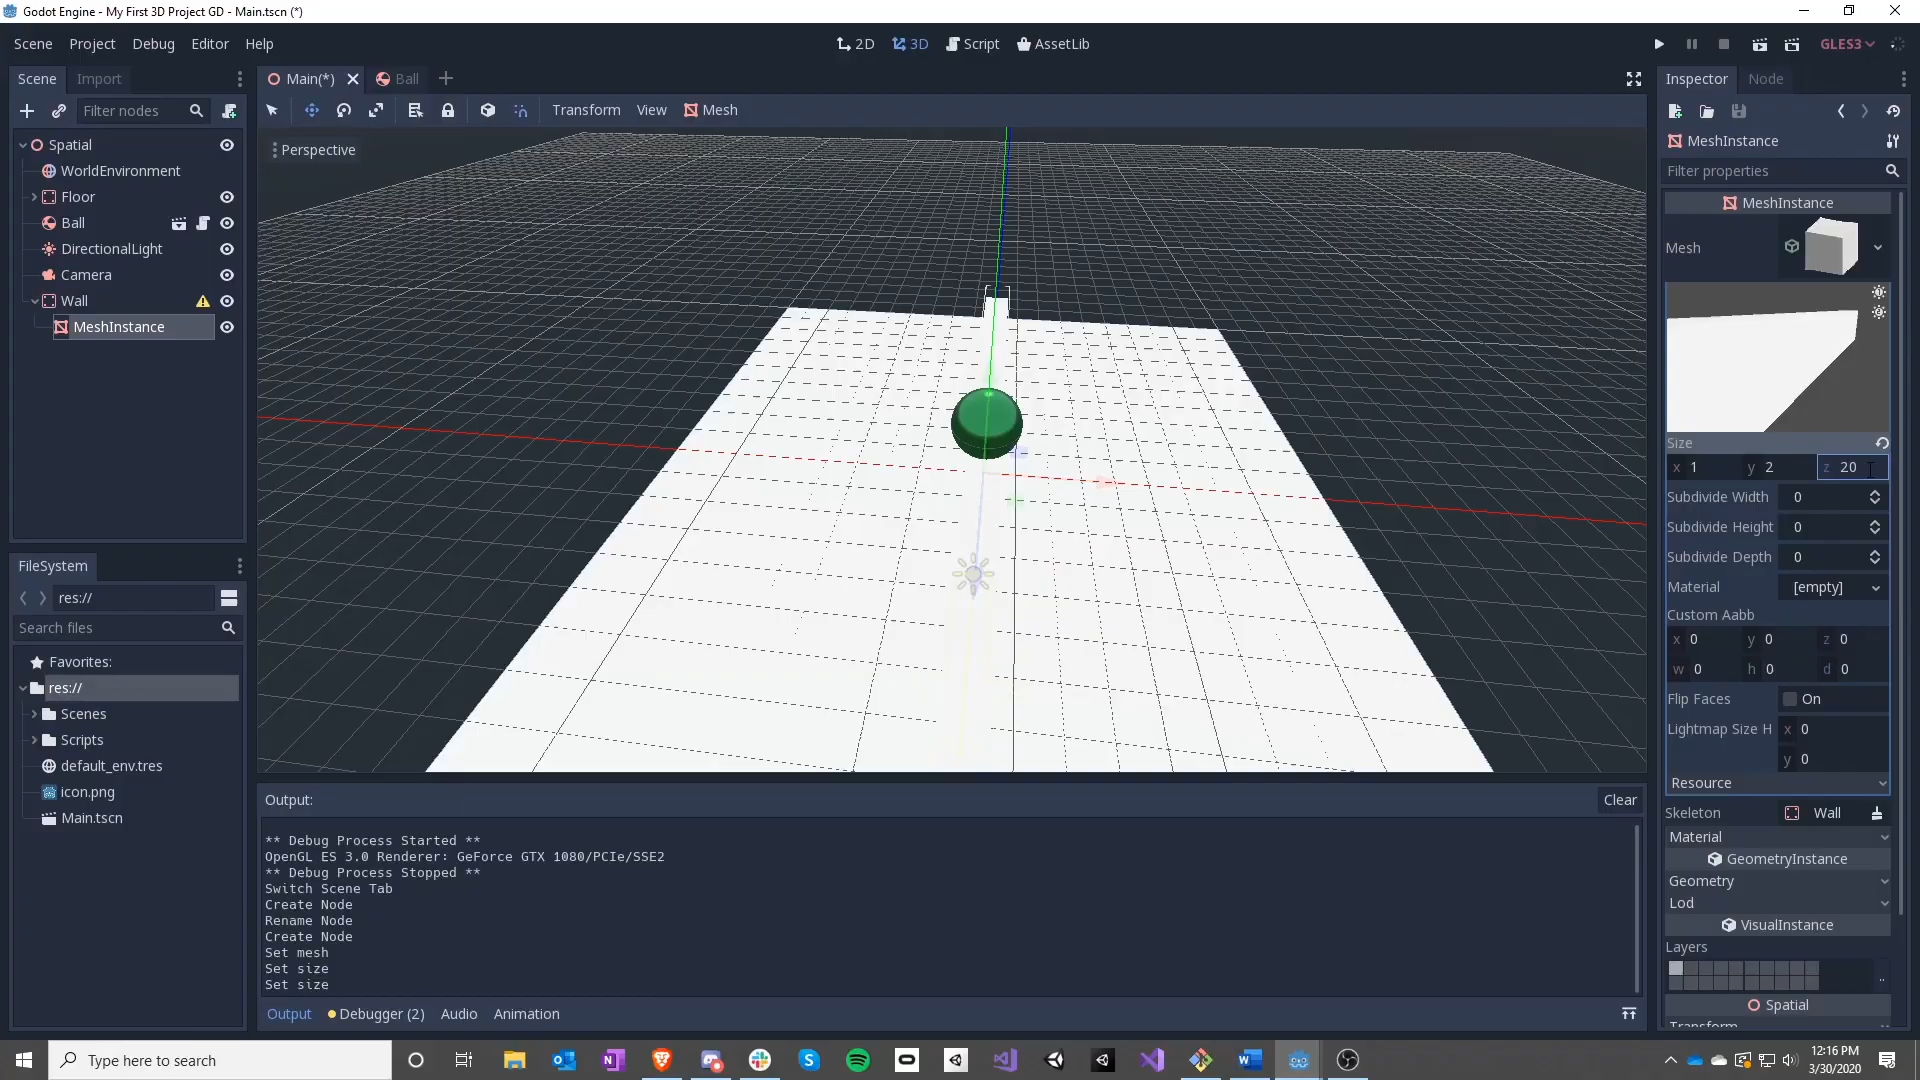 Godot Engine - My First 3D Project GD - Main.tscn (*)
Scene Project Debug Editor Help
2D 3D Script AssetLib
GLES3
Scene Import
Main(*) Ball
Inspector Node
Filter nodes
Transform View Mesh
Perspective
Spatial
WorldEnvironment
Floor
Ball
DirectionalLight
Camera
Wall
MeshInstance
FileSystem
res://
Search files
Favorites:
res://
Scenes
Scripts
default_env.tres
icon.png
Main.tscn
Output:
Clear
** Debug Process Started **
OpenGL ES 3.0 Renderer: GeForce GTX 1080/PCIe/SSE2
** Debug Process Stopped **
Switch Scene Tab
Create Node
Rename Node
Create Node
Set mesh
Set size
Set size
Output Debugger (2) Audio Animation
MeshInstance
Filter properties
MeshInstance
Mesh
Size
x 1 y 2 z 20
Subdivide Width 0
Subdivide Height 0
Subdivide Depth 0
Material [empty]
Custom Aabb
x 0 y 0 z 0
w 0 h 0 d 0
Flip Faces On
Lightmap Size H x 0
y 0
Resource
Skeleton Wall
Material
GeometryInstance
Geometry
Lod
VisualInstance
Layers
..
Spatial
Transform
Type here to search
12:16 PM
3/30/2020